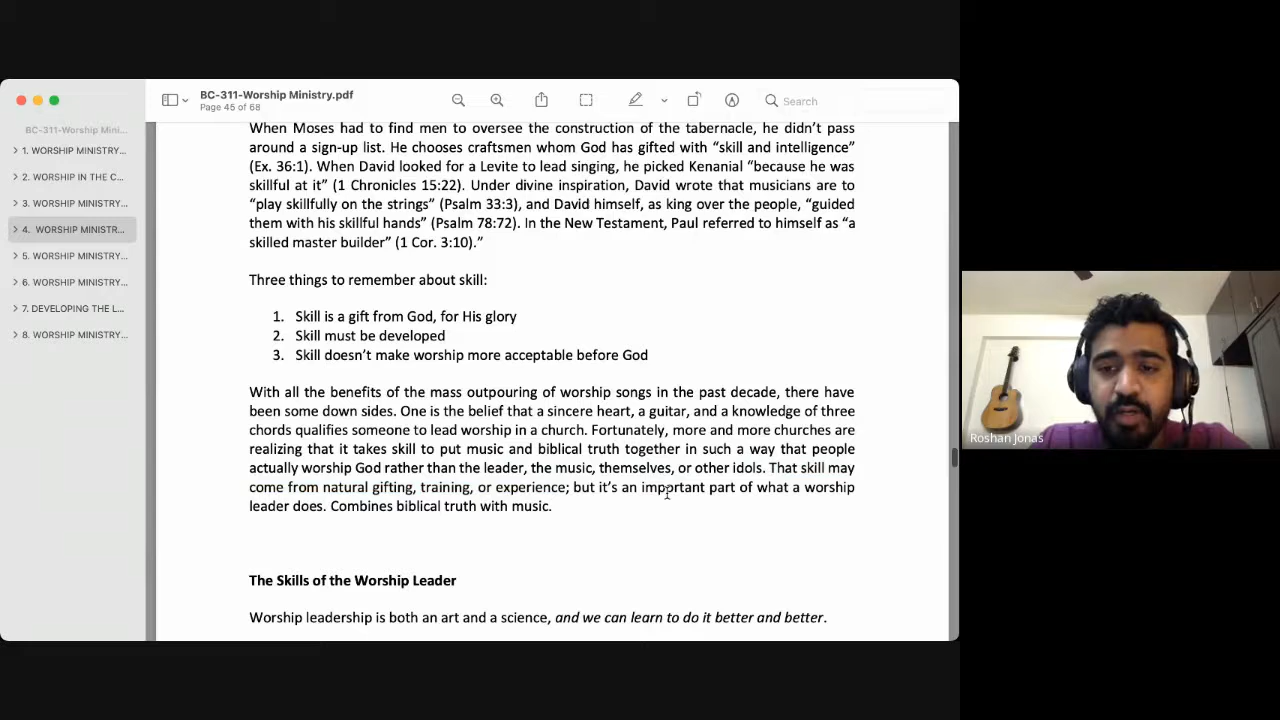 BC-311-Worship Ministry.pdf
Page 45 of 68
Search
BC-311-Worship Mini...
1. WORSHIP MINISTRY...
2. WORSHIP IN THE C...
3. WORSHIP MINISTRY...
4. WORSHIP MINISTR...
5. WORSHIP MINISTRY...
6. WORSHIP MINISTRY...
7. DEVELOPING THE L...
8. WORSHIP MINISTRY...
When Moses had to find men to oversee the construction of the tabernacle, he didn’t pass
around a sign-up list. He chooses craftsmen whom God has gifted with “skill and intelligence”
(Ex. 36:1). When David looked for a Levite to lead singing, he picked Kenanial “because he was
skillful at it” (1 Chronicles 15:22). Under divine inspiration, David wrote that musicians are to
“play skillfully on the strings” (Psalm 33:3), and David himself, as king over the people, “guided
them with his skillful hands” (Psalm 78:72). In the New Testament, Paul referred to himself as “a
skilled master builder” (1 Cor. 3:10).”
Three things to remember about skill:
1. Skill is a gift from God, for His glory
2. Skill must be developed
3. Skill doesn’t make worship more acceptable before God
With all the benefits of the mass outpouring of worship songs in the past decade, there have
been some down sides. One is the belief that a sincere heart, a guitar, and a knowledge of three
chords qualifies someone to lead worship in a church. Fortunately, more and more churches are
realizing that it takes skill to put music and biblical truth together in such a way that people
actually worship God rather than the leader, the music, themselves, or other idols. That skill may
come from natural gifting, training, or experience; but it’s an important part of what a worship
leader does. Combines biblical truth with music.
The Skills of the Worship Leader
Worship leadership is both an art and a science, and we can learn to do it better and better.
Roshan Jonas